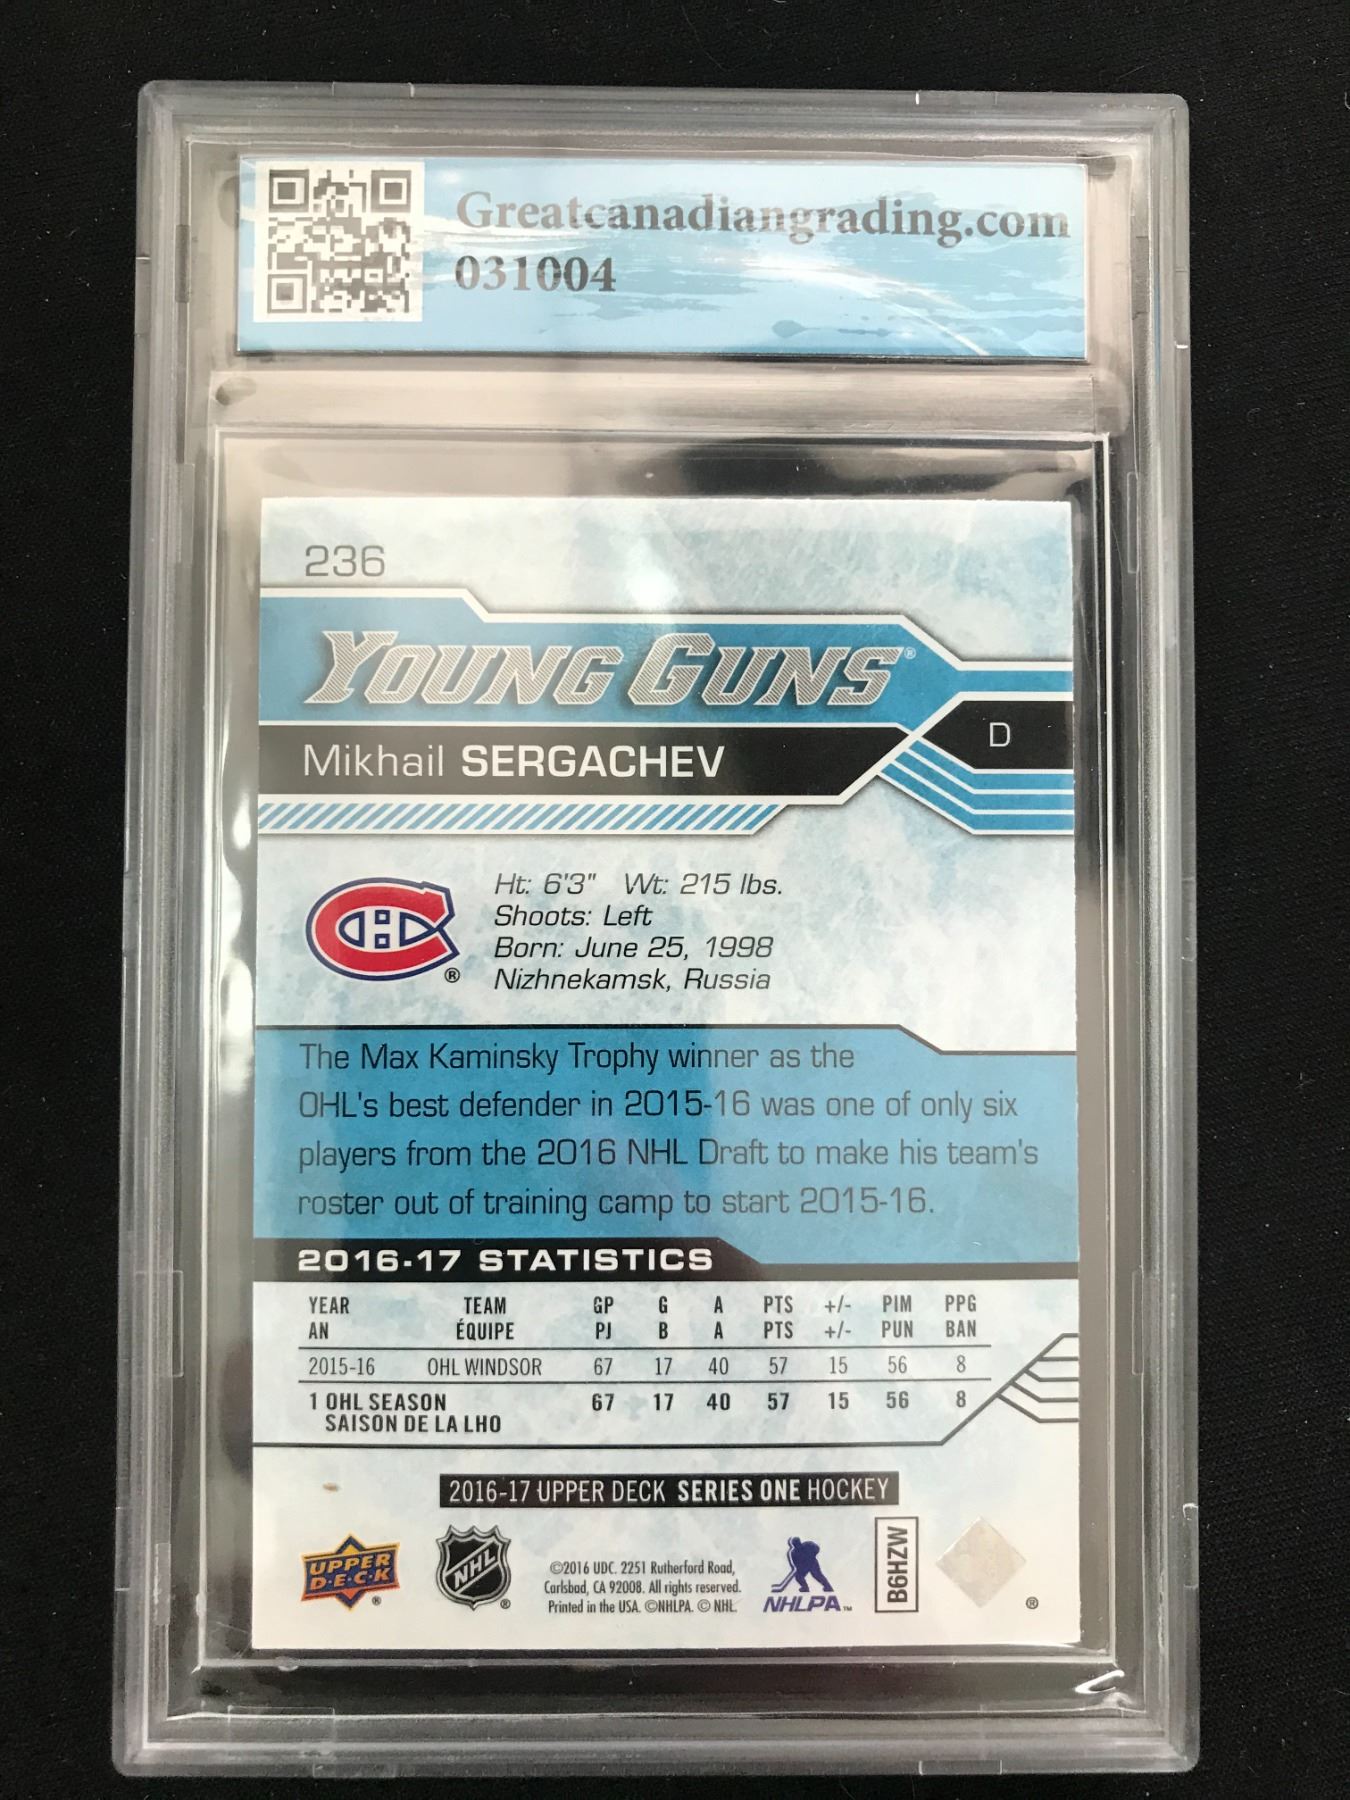 Greatcanadiangrading.com
031004
236
YOUNG GUNS®
Mikhail SERGACHEV
D
Ht: 6'3" Wt: 215 lbs.
Shoots: Left
Born: June 25, 1998
Nizhnekamsk, Russia
®
The Max Kaminsky Trophy winner as the
OHL's best defender in 2015-16 was one of only six
players from the 2016 NHL Draft to make his team's
roster out of training camp to start 2015-16.
2016-17 STATISTICS
YEAR TEAM GP G A PTS +/- PIM PPG
AN ÉQUIPE PJ B A PTS +/- PUN BAN
2015-16 OHL WINDSOR 67 17 40 57 15 56 8
1 OHL SEASON 67 17 40 57 15 56 8
SAISON DE LA LHO
2016-17 UPPER DECK SERIES ONE HOCKEY
UPPER
D·E·C·K
®
NHL
®
©2016 UDC. 2251 Rutherford Road,
Carlsbad, CA 92008. All rights reserved.
Printed in the USA. ©NHLPA. © NHL.
NHLPA™
B6HZW
®